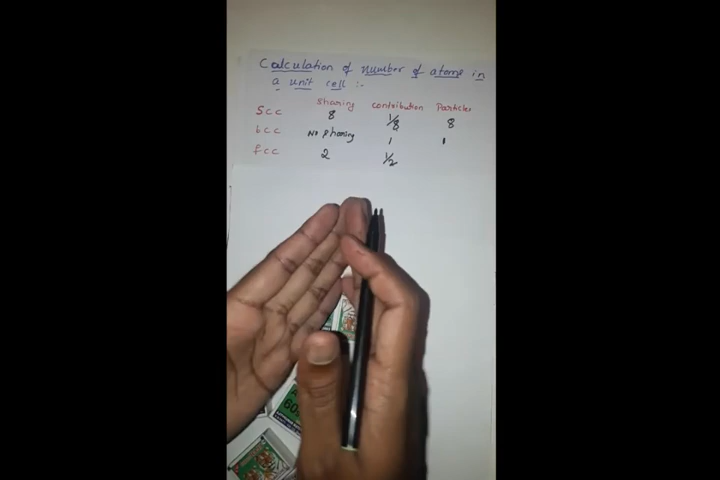 Calculation of number of atoms in
a unit cell :-
Sharing contribution Particles
Scc 8 1/8 8
bcc No sharing 1 1
fcc 2 1/2
60